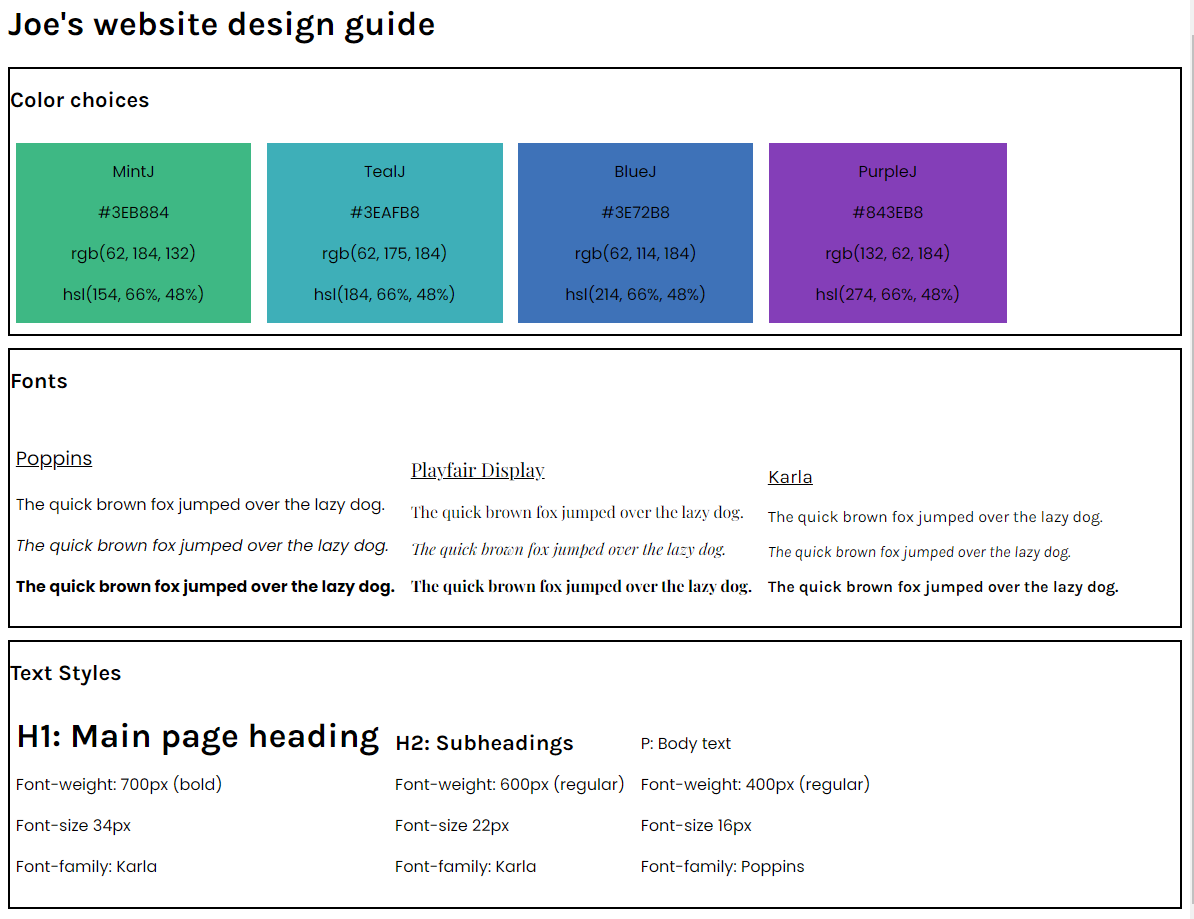 Joe's website design guide
Color choices
MintJ
#3EB884
rgb(62, 184, 132)
hsl(154, 66%, 48%)
TealJ
#3EAFB8
rgb(62, 175, 184)
hsl(184, 66%, 48%)
BlueJ
#3E72B8
rgb(62, 114, 184)
hsl(214, 66%, 48%)
PurpleJ
#843EB8
rgb(132, 62, 184)
hsl(274, 66%, 48%)
Fonts
Poppins
The quick brown fox jumped over the lazy dog.
The quick brown fox jumped over the lazy dog.
The quick brown fox jumped over the lazy dog.
Playfair Display
The quick brown fox jumped over the lazy dog.
The quick brown fox jumped over the lazy dog.
The quick brown fox jumped over the lazy dog.
Karla
The quick brown fox jumped over the lazy dog.
The quick brown fox jumped over the lazy dog.
The quick brown fox jumped over the lazy dog.
Text Styles
H1: Main page heading
Font-weight: 700px (bold)
Font-size 34px
Font-family: Karla
H2: Subheadings
Font-weight: 600px (regular)
Font-size 22px
Font-family: Karla
P: Body text
Font-weight: 400px (regular)
Font-size 16px
Font-family: Poppins